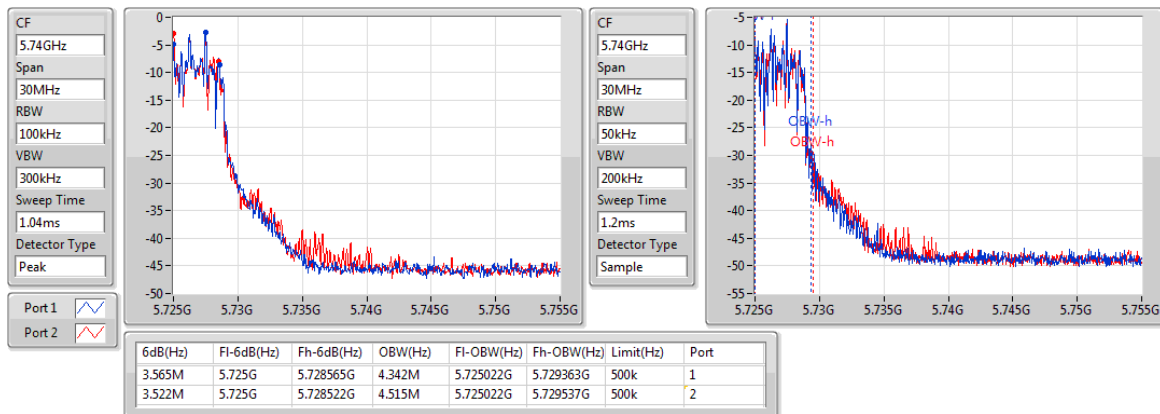 CF
5.74GHz
Span
30MHz
RBW
100kHz
VBW
300kHz
Sweep Time
1.04ms
Detector Type
Peak
Port 1
Port 2
0-
-5-
-10-
-15-
-20-
-25-
-30-
-35-
-40-
-45-
-50-
5.725G 5.73G 5.735G 5.74G 5.745G 5.75G 5.755G
CF
5.74GHz
Span
30MHz
RBW
50kHz
VBW
200kHz
Sweep Time
1.2ms
Detector Type
Sample
-5-
-10-
-15-
-20-
-25-
-30-
-35-
-40-
-45-
-50-
-55-
OBW-h
OBW-h
5.725G 5.73G 5.735G 5.74G 5.745G 5.75G 5.755G
6dB(Hz) Fl-6dB(Hz) Fh-6dB(Hz) OBW(Hz) Fl-OBW(Hz) Fh-OBW(Hz) Limit(Hz) Port
3.565M 5.725G 5.728565G 4.342M 5.725022G 5.729363G 500k 1
3.522M 5.725G 5.728522G 4.515M 5.725022G 5.729537G 500k 2